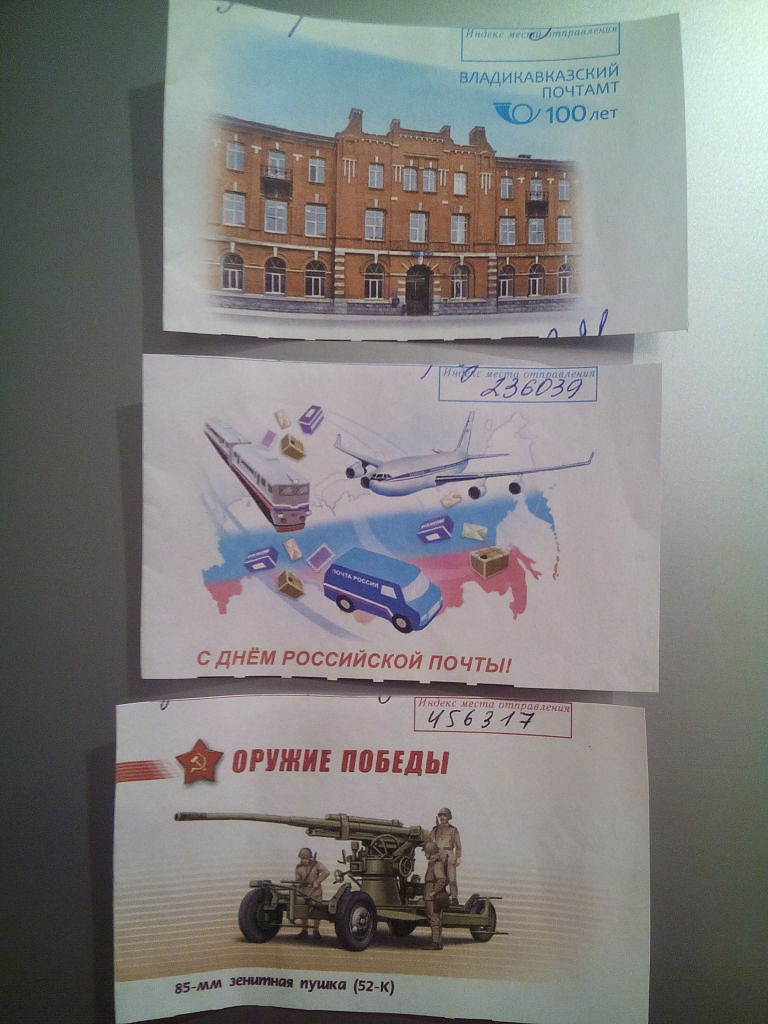 Индекс места отправления
ВЛАДИКАВКАЗСКИЙ
ПОЧТАМТ
100 лет
Индекс места отправления
236039
ПОЧТА РОССИИ
С ДНЁМ РОССИЙСКОЙ ПОЧТЫ!
Индекс места отправления
456317
ОРУЖИЕ ПОБЕДЫ
85-мм зенитная пушка (52-К)